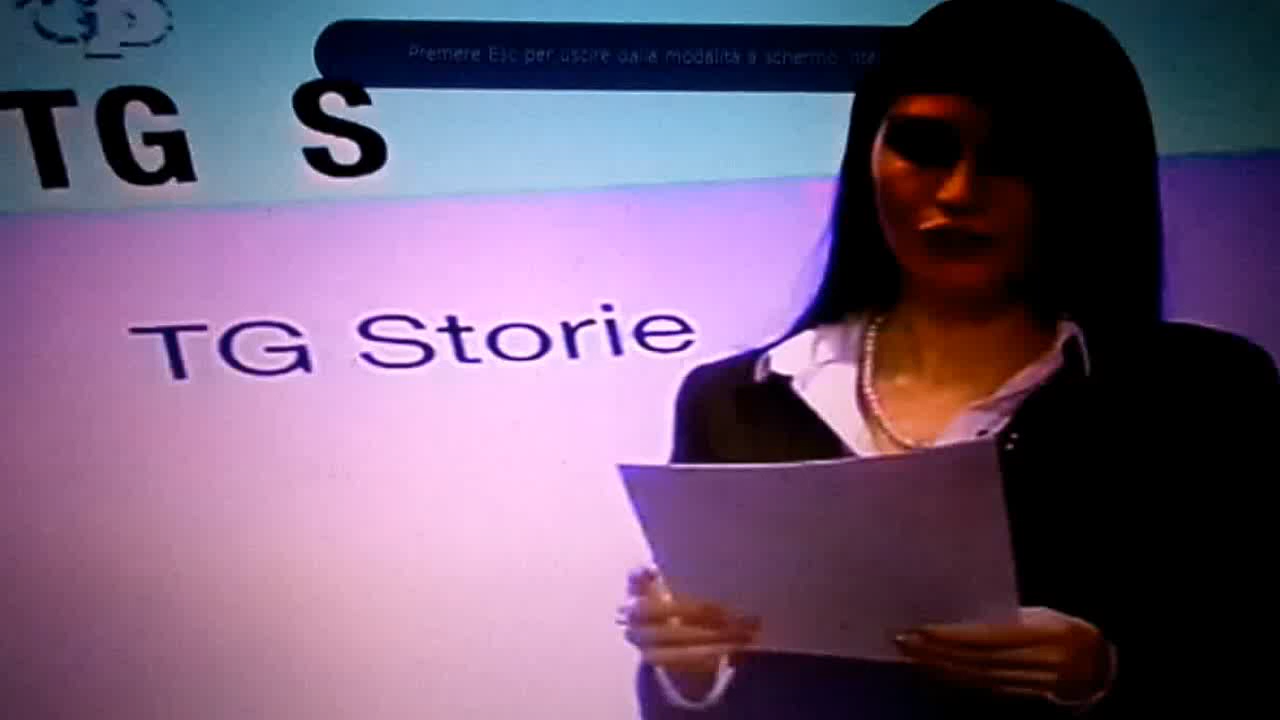 Premere Esc per uscire dalla modalità a schermo
TG S
TG Storie